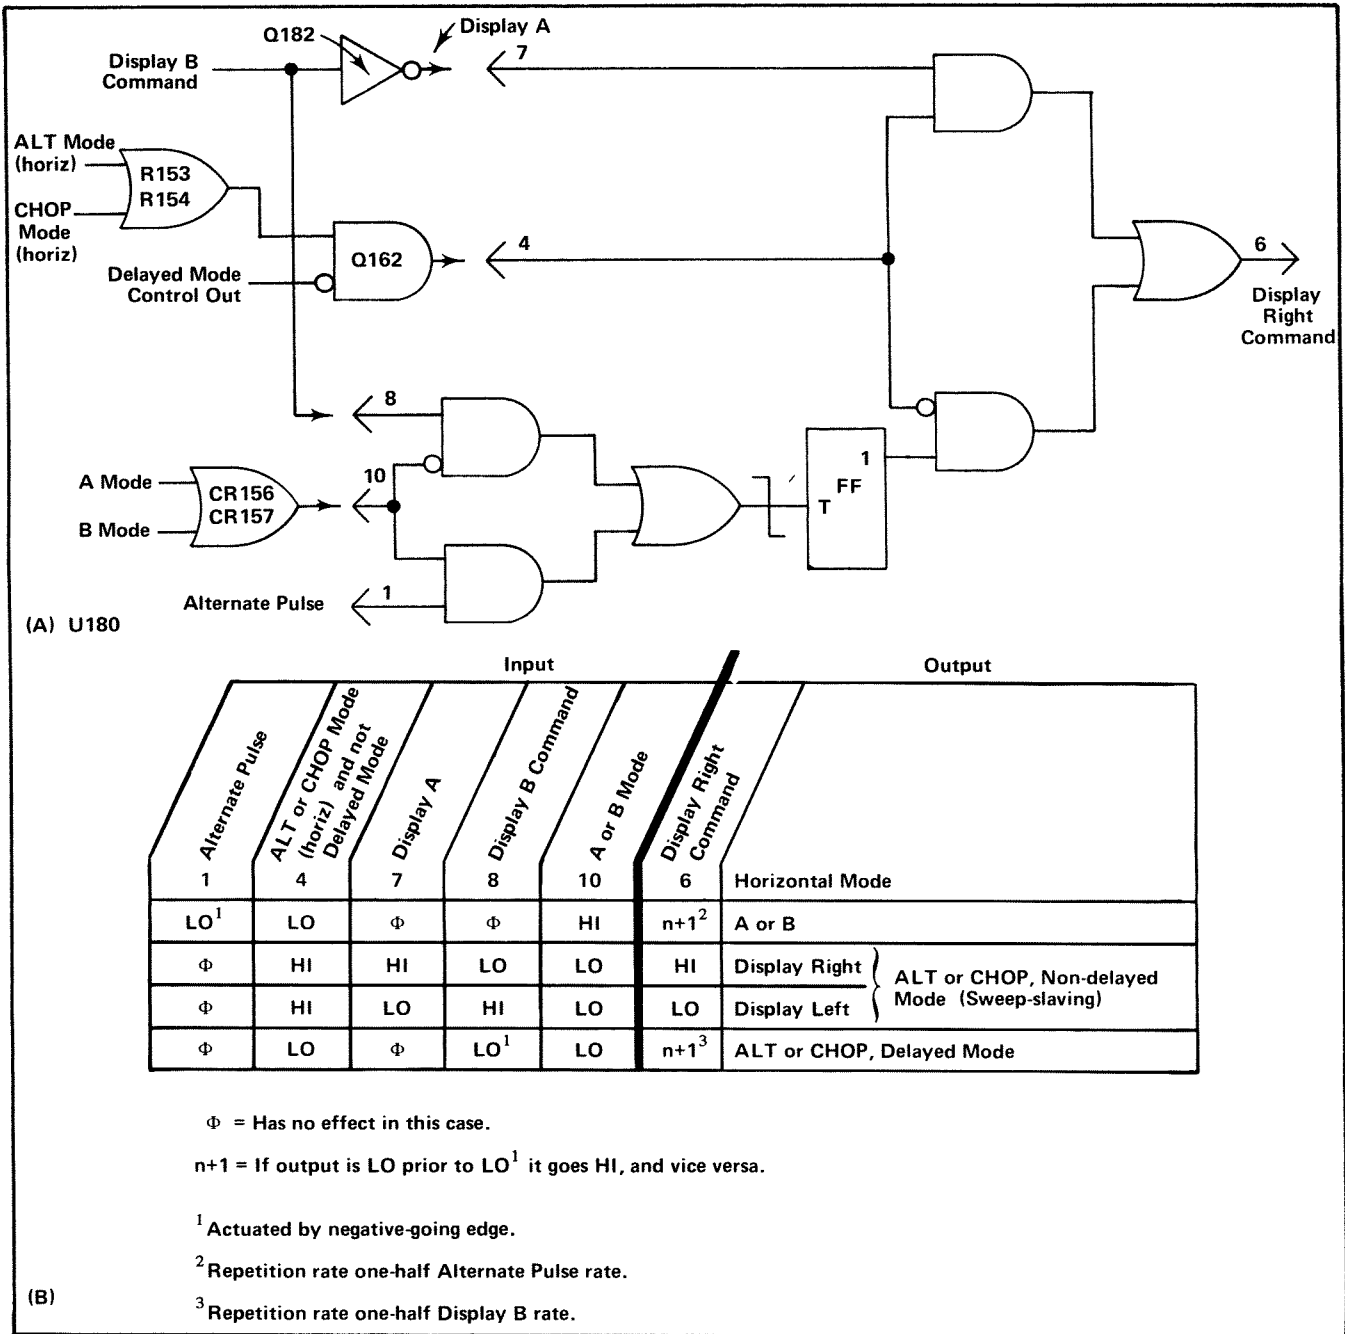 Q182
Display A
7
Display B
Command
ALT Mode
(horiz)
R153
R154
CHOP
Mode
(horiz)
Q162
4
6
Delayed Mode
Control Out
Display
Right
Command
8
A Mode
CR156
CR157
10
B Mode
1
FF
T
Alternate Pulse
1
(A) U180
Input
Output
Alternate Pulse
ALT or CHOP Mode
(horiz) and not
Delayed Mode
Display A
Display B Command
A or B Mode
Display Right
Command
1 4 7 8 10 6 Horizontal Mode
LO¹ LO Φ Φ HI n+1² A or B
Φ HI HI LO LO HI Display Right
Φ HI LO HI LO LO Display Left
ALT or CHOP, Non-delayed
Mode (Sweep-slaving)
Φ LO Φ LO¹ LO n+1³ ALT or CHOP, Delayed Mode
Φ = Has no effect in this case.
n+1 = If output is LO prior to LO¹ it goes HI, and vice versa.
¹ Actuated by negative-going edge.
² Repetition rate one-half Alternate Pulse rate.
³ Repetition rate one-half Display B rate.
(B)